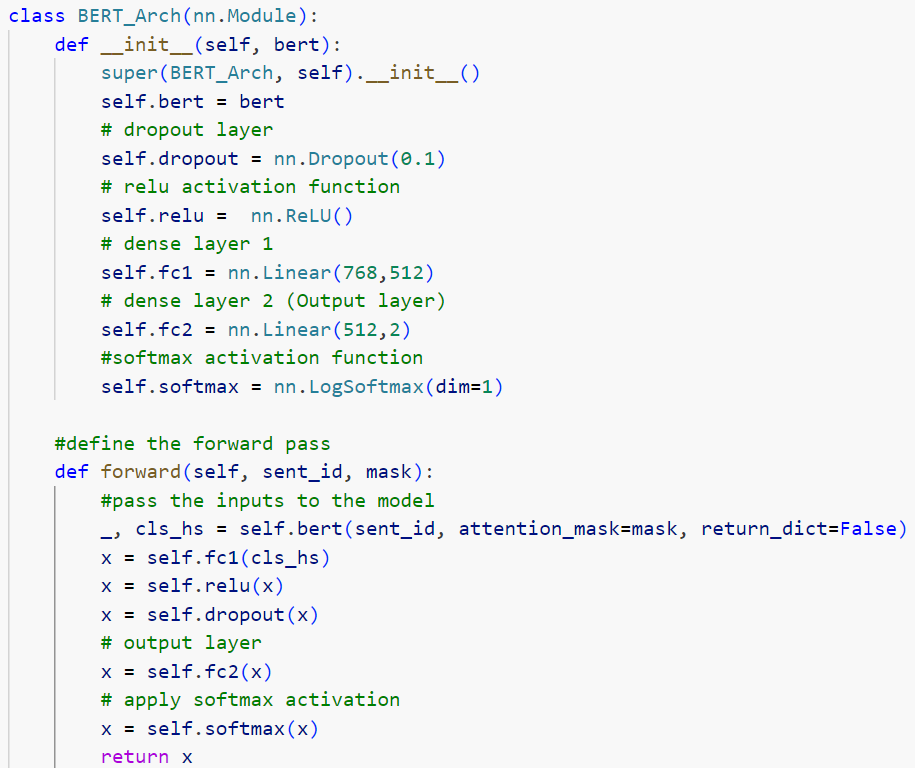 class BERT_Arch(nn.Module):
    def __init__(self, bert):
        super(BERT_Arch, self).__init__()
        self.bert = bert
        # dropout layer
        self.dropout = nn.Dropout(0.1)
        # relu activation function
        self.relu =  nn.ReLU()
        # dense layer 1
        self.fc1 = nn.Linear(768,512)
        # dense layer 2 (Output layer)
        self.fc2 = nn.Linear(512,2)
        #softmax activation function
        self.softmax = nn.LogSoftmax(dim=1)

    #define the forward pass
    def forward(self, sent_id, mask):
        #pass the inputs to the model
        _, cls_hs = self.bert(sent_id, attention_mask=mask, return_dict=False)
        x = self.fc1(cls_hs)
        x = self.relu(x)
        x = self.dropout(x)
        # output layer
        x = self.fc2(x)
        # apply softmax activation
        x = self.softmax(x)
        return x